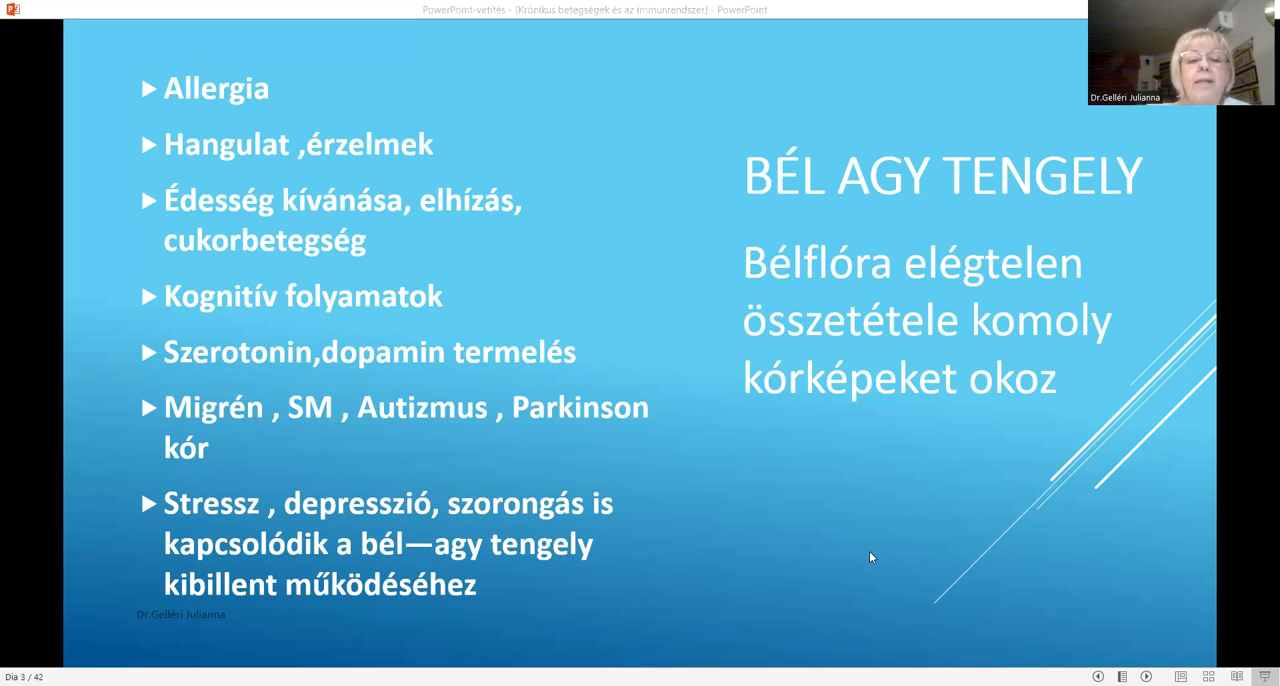 PowerPoint-vetítés - [Krónikus betegségek és az immunrendszer] - PowerPoint
Dr.Gelléri Julianna
Allergia
Hangulat ,érzelmek
Édesség kívánása, elhízás,
cukorbetegség
Kognitív folyamatok
Szerotonin,dopamin termelés
Migrén , SM , Autizmus , Parkinson
kór
Stressz , depresszió, szorongás is
kapcsolódik a bél—agy tengely
kibillent működéséhez
BÉL AGY TENGELY
Bélflóra elégtelen
összetétele komoly
kórképeket okoz
Dr.Gelléri Julianna
Dia 3 / 42